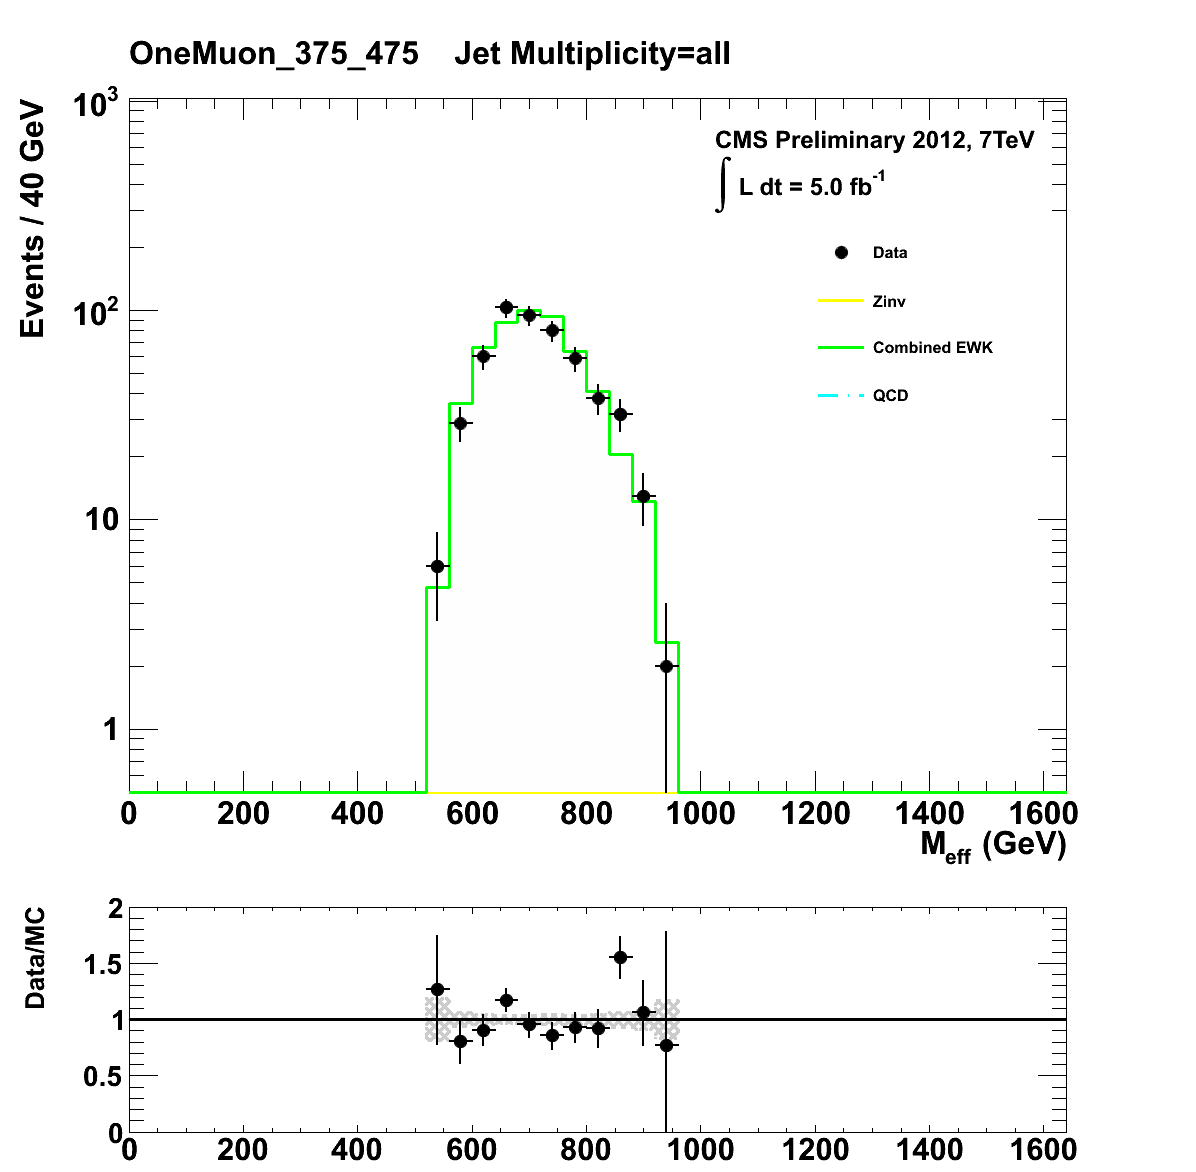 OneMuon_375_475 Jet Multiplicity=all
Events / 40 GeV
10³
10²
10
1
CMS Preliminary 2012, 7TeV
∫ L dt = 5.0 fb⁻¹
Data
Zinv
Combined EWK
QCD
0 200 400 600 800 1000 1200 1400 1600
M_eff (GeV)
Data/MC
2
1.5
1
0.5
0
0 200 400 600 800 1000 1200 1400 1600